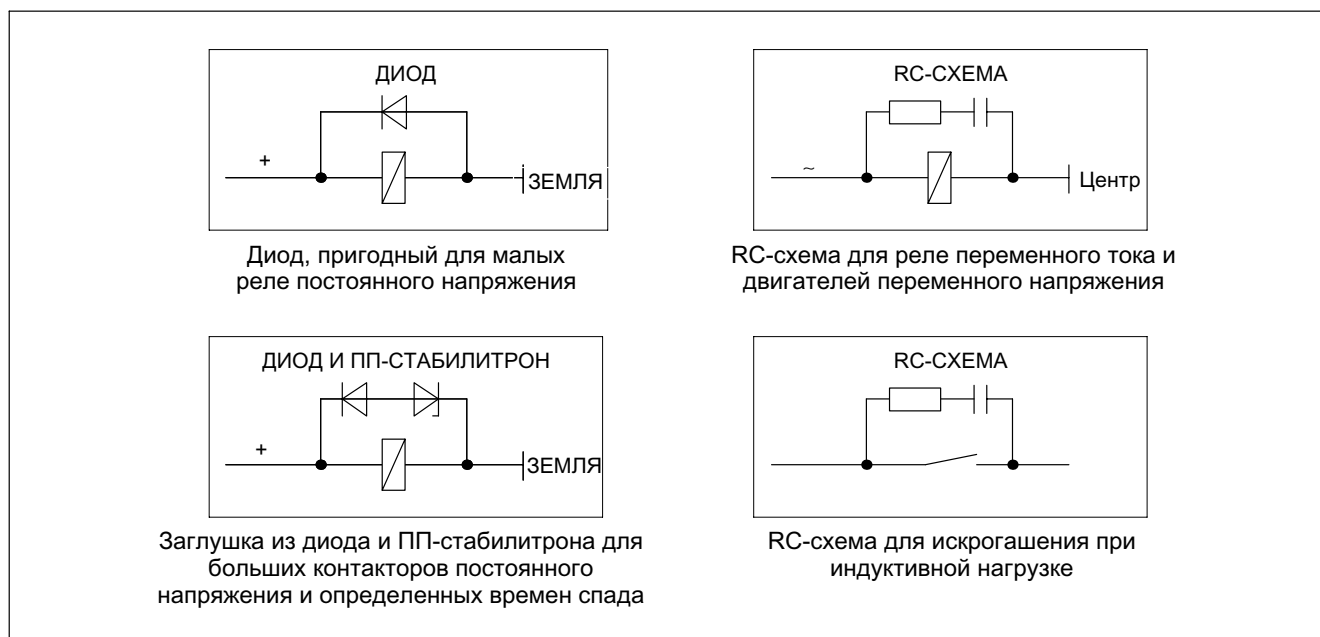 ДИОД
+
ЗЕМЛЯ
Диод, пригодный для малых
реле постоянного напряжения
RC-СХЕМА
~
Центр
RC-схема для реле переменного тока и
двигателей переменного напряжения
ДИОД И ПП-СТАБИЛИТРОН
+
ЗЕМЛЯ
Заглушка из диода и ПП-стабилитрона для
больших контакторов постоянного
напряжения и определенных времен спада
RC-СХЕМА
RC-схема для искрогашения при
индуктивной нагрузке